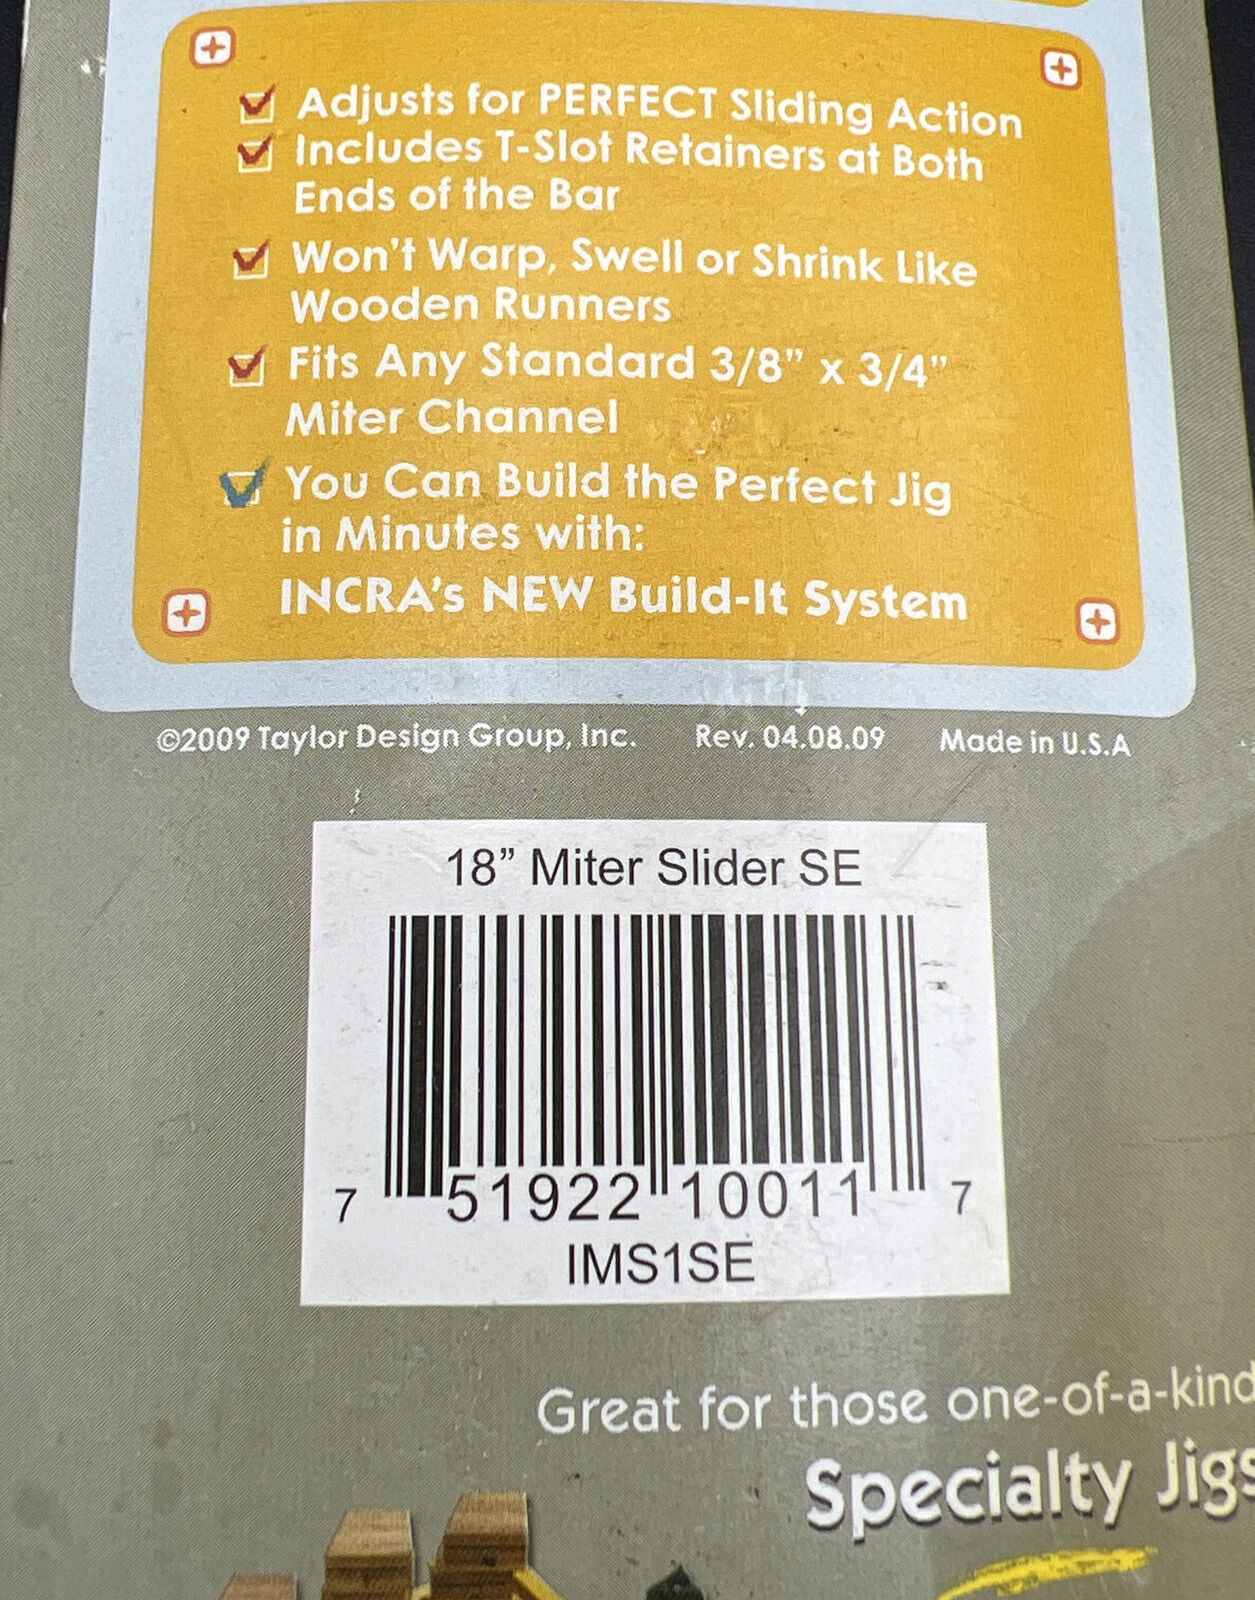 Adjusts for PERFECT Sliding Action
Includes T-Slot Retainers at Both
Ends of the Bar
Won't Warp, Swell or Shrink Like
Wooden Runners
Fits Any Standard 3/8” x 3/4”
Miter Channel
You Can Build the Perfect Jig
in Minutes with:
INCRA's NEW Build-It System
©2009 Taylor Design Group, Inc. Rev. 04.08.09 Made in U.S.A
18” Miter Slider SE
7 51922 10011 7
IMS1SE
Great for those one-of-a-kind
Specialty Jigs